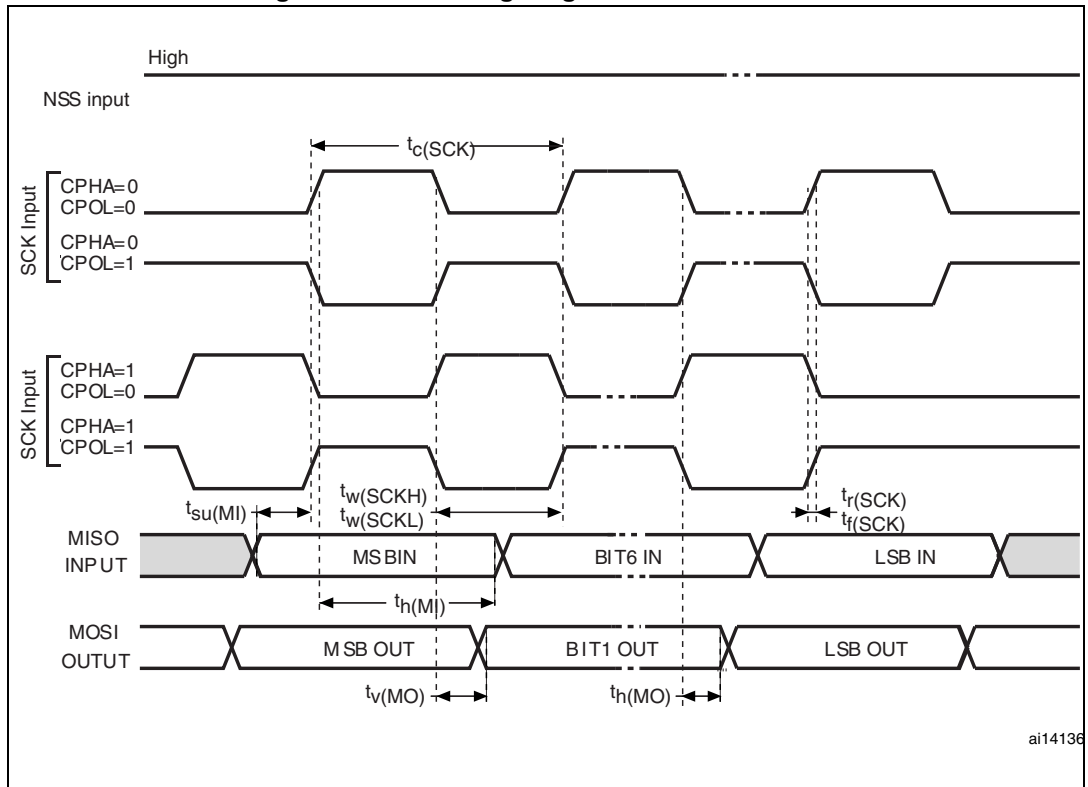 High
NSS input
tc(SCK)
SCK Input
CPHA=0
CPOL=0
CPHA=0
CPOL=1
SCK Input
CPHA=1
CPOL=0
CPHA=1
CPOL=1
tsu(MI)
tw(SCKH)
tw(SCKL)
tr(SCK)
tf(SCK)
MISO
INPUT
MSBIN
BIT6 IN
LSB IN
th(MI)
MOSI
OUTUT
MSB OUT
BIT1 OUT
LSB OUT
tv(MO)
th(MO)
ai14136